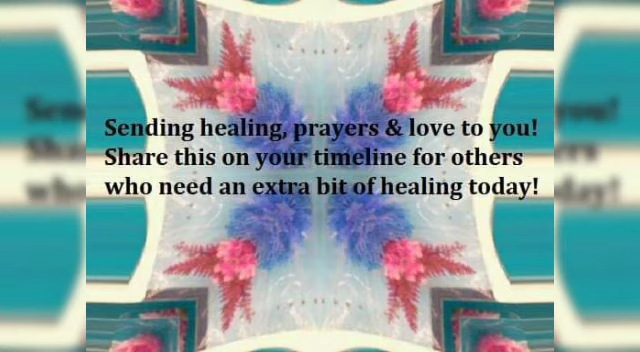 Sending healing, prayers & love to you!
Share this on your timeline for others
who need an extra bit of healing today!